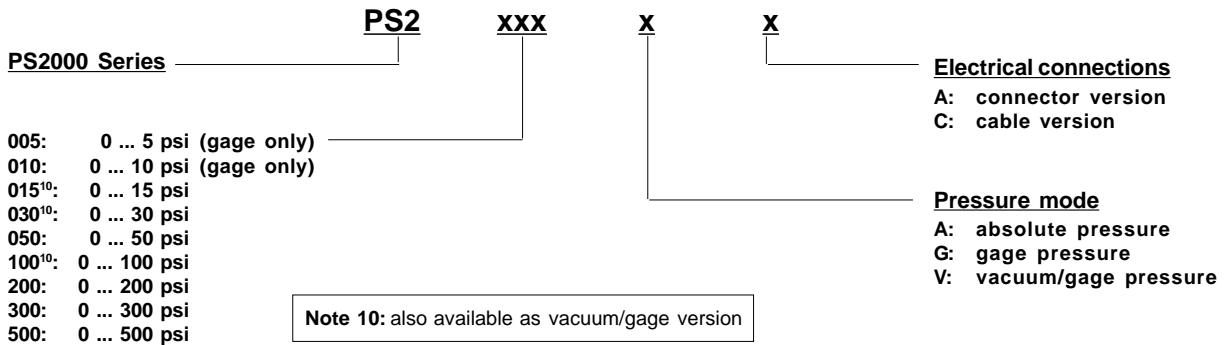 PS2 xxx x x
PS2000 Series
005: 0 ... 5 psi (gage only)
010: 0 ... 10 psi (gage only)
015¹⁰: 0 ... 15 psi
030¹⁰: 0 ... 30 psi
050: 0 ... 50 psi
100¹⁰: 0 ... 100 psi
200: 0 ... 200 psi
300: 0 ... 300 psi
500: 0 ... 500 psi
Note 10: also available as vacuum/gage version
Electrical connections
A: connector version
C: cable version
Pressure mode
A: absolute pressure
G: gage pressure
V: vacuum/gage pressure